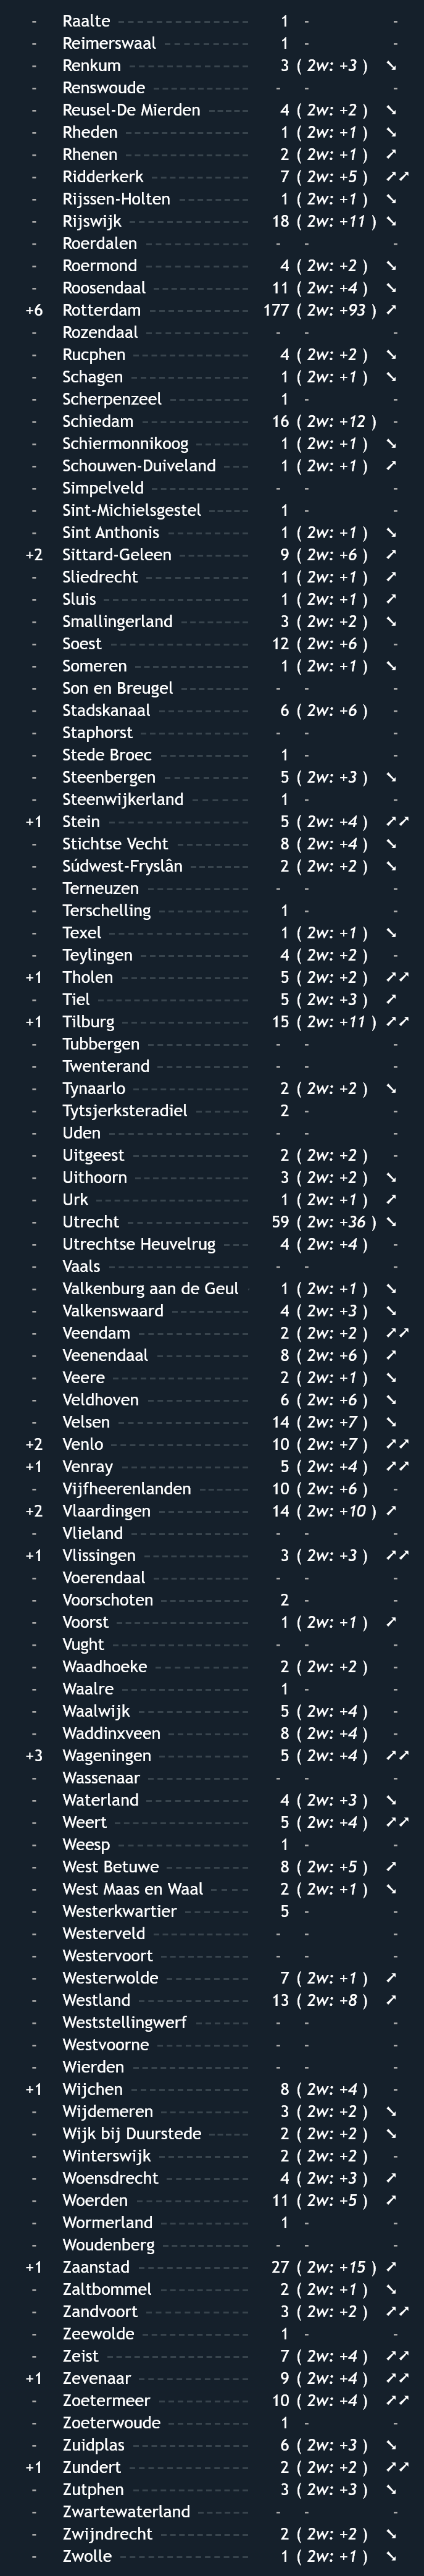 - Raalte 1 - -
- Reimerswaal 1 - -
- Renkum 3 ( 2w: +3 ) ➘
- Renswoude - - -
- Reusel-De Mierden 4 ( 2w: +2 ) ➘
- Rheden 1 ( 2w: +1 ) ➘
- Rhenen 2 ( 2w: +1 ) ➚
- Ridderkerk 7 ( 2w: +5 ) ➚➚
- Rijssen-Holten 1 ( 2w: +1 ) ➘
- Rijswijk 18 ( 2w: +11 ) ➘
- Roerdalen - - -
- Roermond 4 ( 2w: +2 ) ➘
- Roosendaal 11 ( 2w: +4 ) ➘
+6 Rotterdam 177 ( 2w: +93 ) ➚
- Rozendaal - - -
- Rucphen 4 ( 2w: +2 ) ➘
- Schagen 1 ( 2w: +1 ) ➘
- Scherpenzeel 1 - -
- Schiedam 16 ( 2w: +12 ) -
- Schiermonnikoog 1 ( 2w: +1 ) ➘
- Schouwen-Duiveland 1 ( 2w: +1 ) ➚
- Simpelveld - - -
- Sint-Michielsgestel 1 - -
- Sint Anthonis 1 ( 2w: +1 ) ➘
+2 Sittard-Geleen 9 ( 2w: +6 ) ➚
- Sliedrecht 1 ( 2w: +1 ) ➚
- Sluis 1 ( 2w: +1 ) ➚
- Smallingerland 3 ( 2w: +2 ) ➘
- Soest 12 ( 2w: +6 ) -
- Someren 1 ( 2w: +1 ) ➘
- Son en Breugel - - -
- Stadskanaal 6 ( 2w: +6 ) -
- Staphorst - - -
- Stede Broec 1 - -
- Steenbergen 5 ( 2w: +3 ) ➘
- Steenwijkerland 1 - -
+1 Stein 5 ( 2w: +4 ) ➚➚
- Stichtse Vecht 8 ( 2w: +4 ) ➘
- Súdwest-Fryslân 2 ( 2w: +2 ) ➘
- Terneuzen - - -
- Terschelling 1 - -
- Texel 1 ( 2w: +1 ) ➘
- Teylingen 4 ( 2w: +2 ) -
+1 Tholen 5 ( 2w: +2 ) ➚➚
- Tiel 5 ( 2w: +3 ) ➚
+1 Tilburg 15 ( 2w: +11 ) ➚➚
- Tubbergen - - -
- Twenterand - - -
- Tynaarlo 2 ( 2w: +2 ) ➘
- Tytsjerksteradiel 2 - -
- Uden - - -
- Uitgeest 2 ( 2w: +2 ) -
- Uithoorn 3 ( 2w: +2 ) ➘
- Urk 1 ( 2w: +1 ) ➚
- Utrecht 59 ( 2w: +36 ) ➘
- Utrechtse Heuvelrug 4 ( 2w: +4 ) -
- Vaals - - -
- Valkenburg aan de Geul 1 ( 2w: +1 ) ➘
- Valkenswaard 4 ( 2w: +3 ) ➘
- Veendam 2 ( 2w: +2 ) ➚➚
- Veenendaal 8 ( 2w: +6 ) ➚
- Veere 2 ( 2w: +1 ) ➘
- Veldhoven 6 ( 2w: +6 ) ➘
- Velsen 14 ( 2w: +7 ) ➘
+2 Venlo 10 ( 2w: +7 ) ➚➚
+1 Venray 5 ( 2w: +4 ) ➚➚
- Vijfheerenlanden 10 ( 2w: +6 ) -
+2 Vlaardingen 14 ( 2w: +10 ) ➚
- Vlieland - - -
+1 Vlissingen 3 ( 2w: +3 ) ➚➚
- Voerendaal - - -
- Voorschoten 2 - -
- Voorst 1 ( 2w: +1 ) ➚
- Vught - - -
- Waadhoeke 2 ( 2w: +2 ) -
- Waalre 1 - -
- Waalwijk 5 ( 2w: +4 ) -
- Waddinxveen 8 ( 2w: +4 ) -
+3 Wageningen 5 ( 2w: +4 ) ➚➚
- Wassenaar - - -
- Waterland 4 ( 2w: +3 ) ➘
- Weert 5 ( 2w: +4 ) ➚➚
- Weesp 1 - -
- West Betuwe 8 ( 2w: +5 ) ➚
- West Maas en Waal 2 ( 2w: +1 ) ➘
- Westerkwartier 5 - -
- Westerveld - - -
- Westervoort - - -
- Westerwolde 7 ( 2w: +1 ) ➚
- Westland 13 ( 2w: +8 ) ➚
- Weststellingwerf - - -
- Westvoorne - - -
- Wierden - - -
+1 Wijchen 8 ( 2w: +4 ) -
- Wijdemeren 3 ( 2w: +2 ) ➘
- Wijk bij Duurstede 2 ( 2w: +2 ) ➘
- Winterswijk 2 ( 2w: +2 ) -
- Woensdrecht 4 ( 2w: +3 ) ➚
- Woerden 11 ( 2w: +5 ) ➚
- Wormerland 1 - -
- Woudenberg - - -
+1 Zaanstad 27 ( 2w: +15 ) ➚
- Zaltbommel 2 ( 2w: +1 ) ➘
- Zandvoort 3 ( 2w: +2 ) ➚➚
- Zeewolde 1 - -
- Zeist 7 ( 2w: +4 ) ➚➚
+1 Zevenaar 9 ( 2w: +4 ) ➚➚
- Zoetermeer 10 ( 2w: +4 ) ➚➚
- Zoeterwoude 1 - -
- Zuidplas 6 ( 2w: +3 ) ➘
+1 Zundert 2 ( 2w: +2 ) ➚➚
- Zutphen 3 ( 2w: +3 ) ➘
- Zwartewaterland - - -
- Zwijndrecht 2 ( 2w: +2 ) ➘
- Zwolle 1 ( 2w: +1 ) ➘